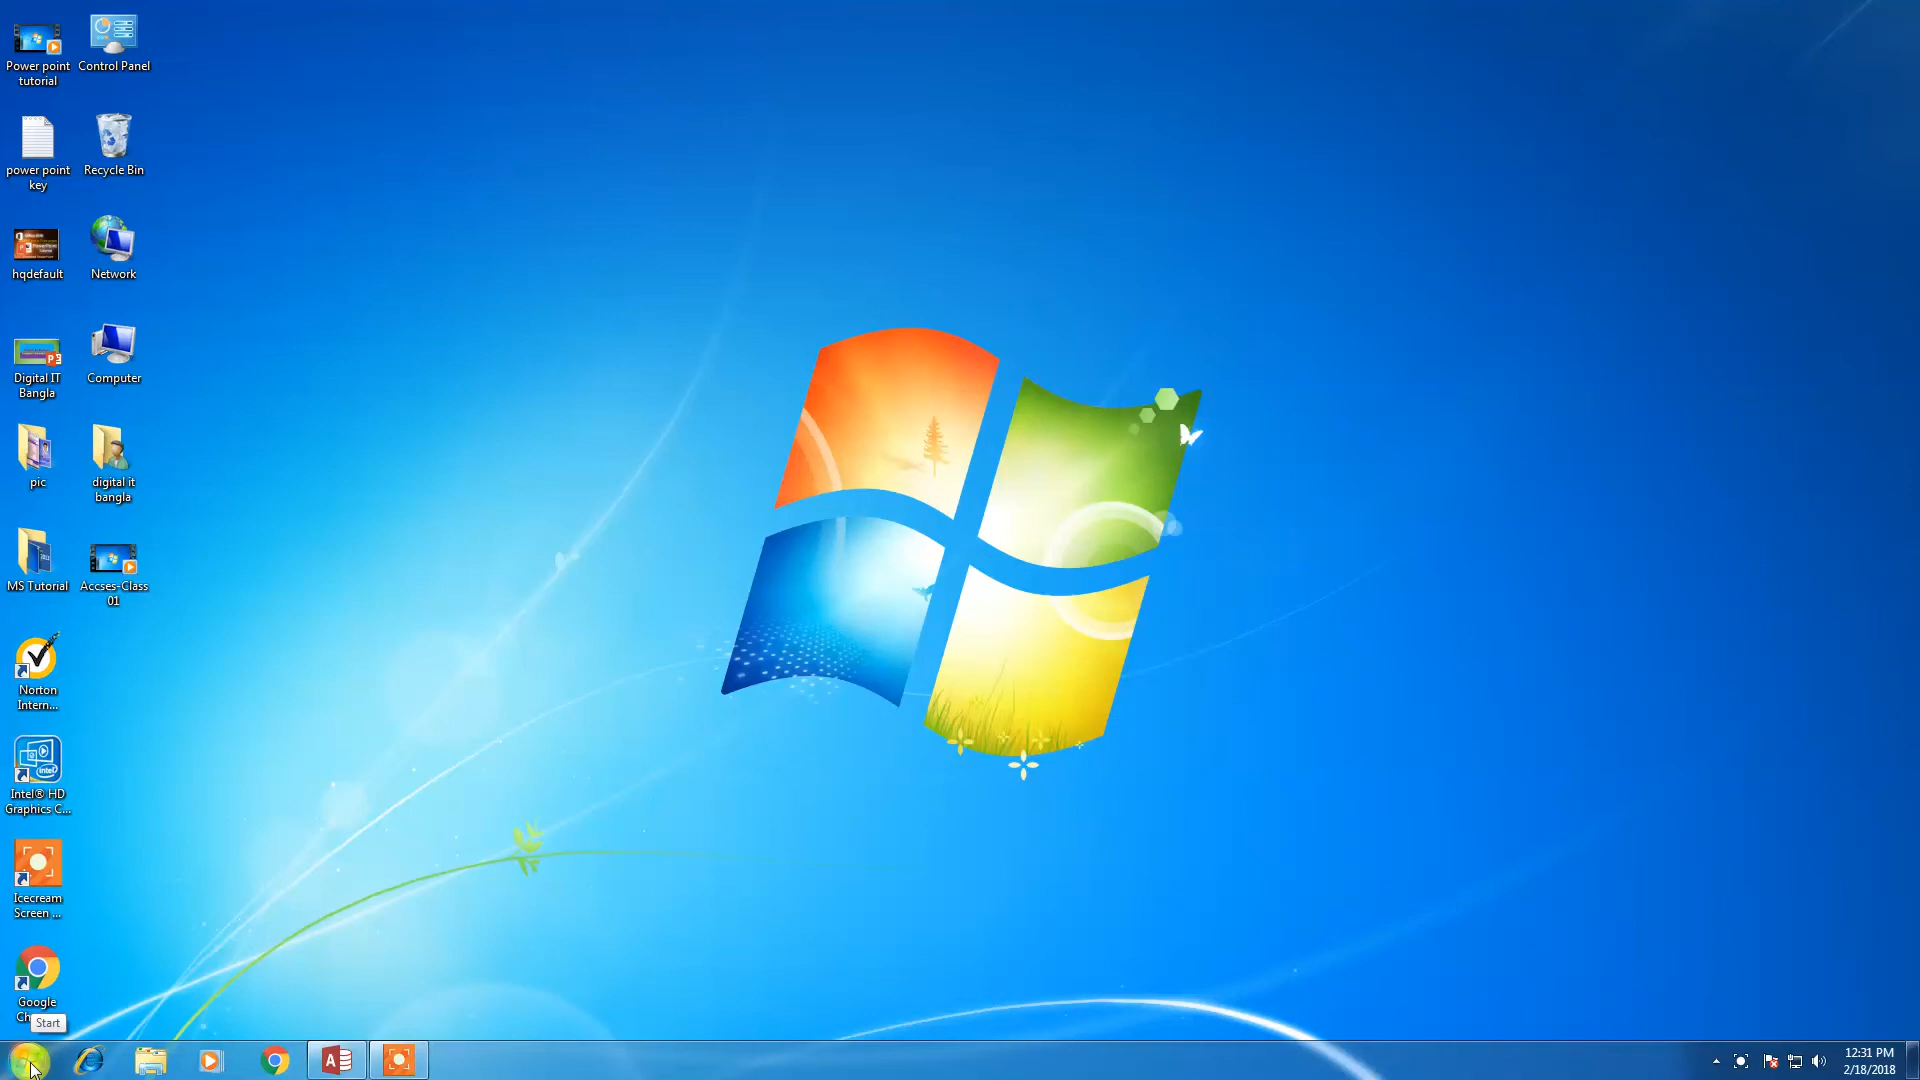 Power point
tutorial
Control Panel
power point
key
Recycle Bin
hqdefault
Network
Digital IT
Bangla
Computer
pic
digital it
bangla
MS Tutorial
Accses-Class
01
Norton
Intern...
Intel® HD
Graphics C...
Icecream
Screen ...
Google
Start
12:31 PM
2/18/2018